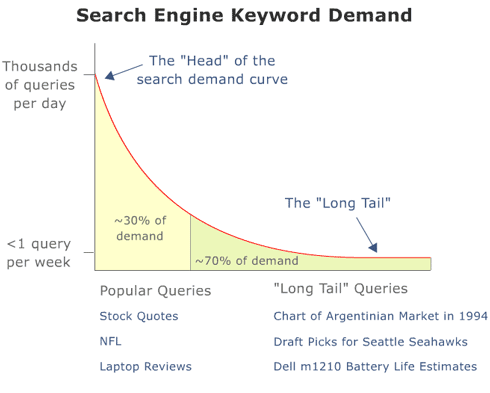 Search Engine Keyword Demand
Thousands
of queries
per day
The "Head" of the
search demand curve
The "Long Tail"
~30% of
demand
<1 query
per week
~70% of demand
Popular Queries
Stock Quotes
NFL
Laptop Reviews
"Long Tail" Queries
Chart of Argentinian Market in 1994
Draft Picks for Seattle Seahawks
Dell m1210 Battery Life Estimates